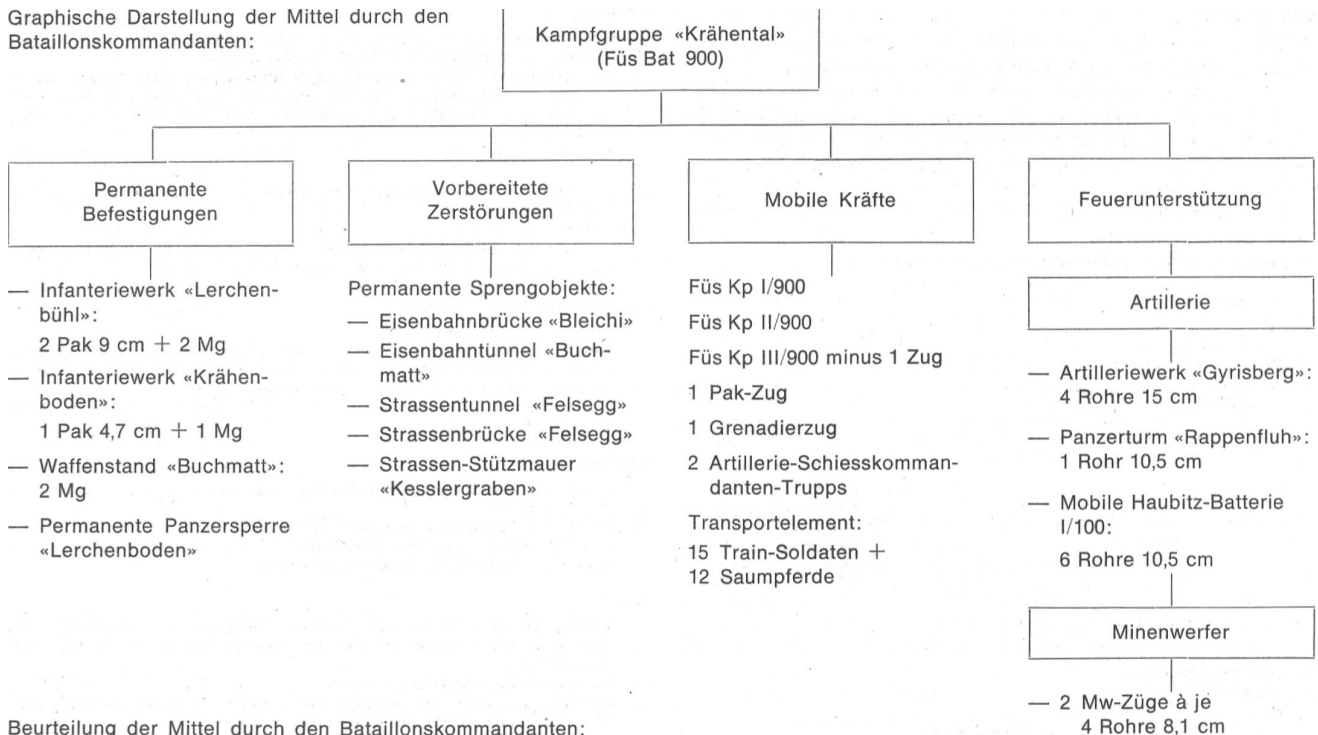 Graphische Darstellung der Mittel durch den
Bataillonskommandanten:
Kampfgruppe «Krähental»
(Füs Bat 900)
Permanente
Befestigungen
— Infanteriewerk «Lerchen-
bühl»:
2 Pak 9 cm + 2 Mg
— Infanteriewerk «Krähen-
boden»:
1 Pak 4,7 cm + 1 Mg
— Waffenstand «Buchmatt»:
2 Mg
— Permanente Panzersperre
«Lerchenboden»
Vorbereitete
Zerstörungen
Permanente Sprengobjekte:
— Eisenbahnbrücke «Bleichi»
— Eisenbahntunnel «Buch-
matt»
— Strassentunnel «Felsegg»
— Strassenbrücke «Felsegg»
— Strassen-Stützmauer
«Kesslergraben»
Mobile Kräfte
Füs Kp I/900
Füs Kp II/900
Füs Kp III/900 minus 1 Zug
1 Pak-Zug
1 Grenadierzug
2 Artillerie-Schiesskomman-
danten-Trupps
Transportelement:
15 Train-Soldaten +
12 Saumpferde
Feuerunterstützung
Artillerie
— Artilleriewerk «Gyrisberg»:
4 Rohre 15 cm
— Panzerturm «Rappenfluh»:
1 Rohr 10,5 cm
— Mobile Haubitz-Batterie
I/100:
6 Rohre 10,5 cm
Minenwerfer
— 2 Mw-Züge à je
4 Rohre 8,1 cm
Beurteilung der Mittel durch den Bataillonskommandanten: